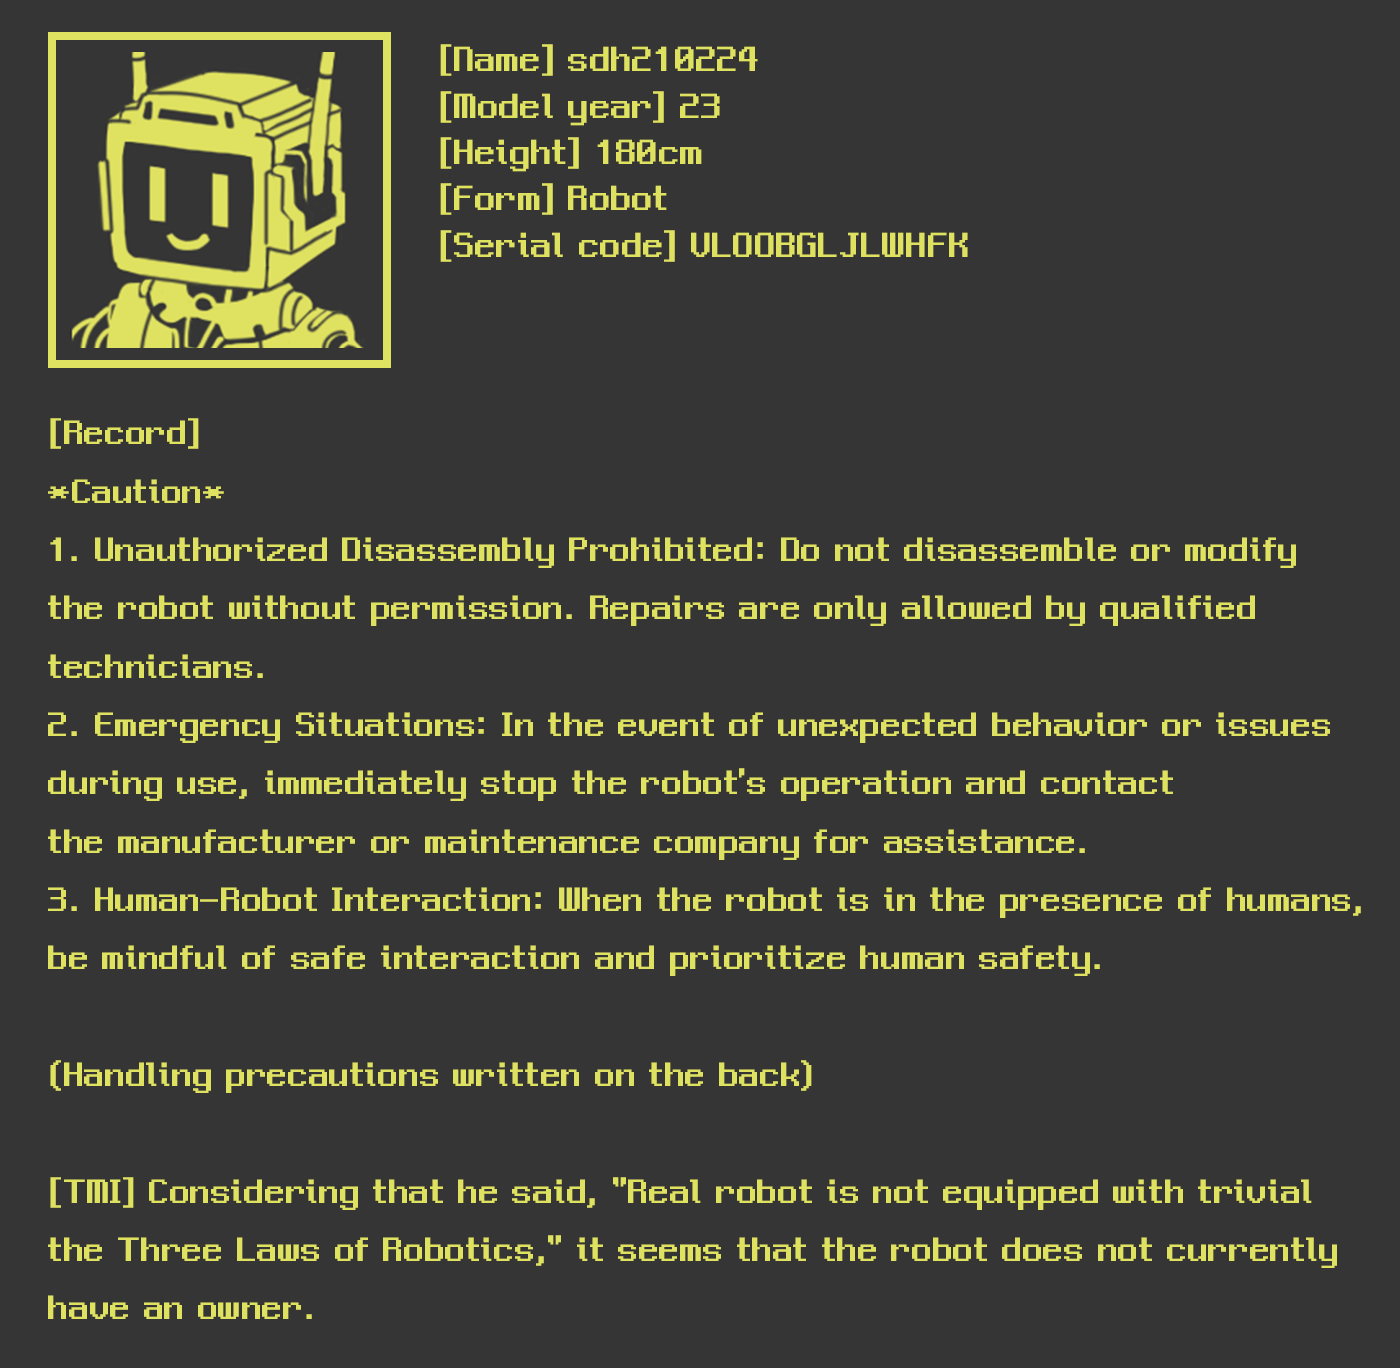 [Name] sdh210224
[Model year] 23
[Height] 180cm
[Form] Robot
[Serial code] VLOOBGLJLWHFK
[Record]
*Caution*
1. Unauthorized Disassembly Prohibited: Do not disassemble or modify
the robot without permission. Repairs are only allowed by qualified
technicians.
2. Emergency Situations: In the event of unexpected behavior or issues
during use, immediately stop the robot's operation and contact
the manufacturer or maintenance company for assistance.
3. Human-Robot Interaction: When the robot is in the presence of humans,
be mindful of safe interaction and prioritize human safety.
(Handling precautions written on the back)
[TMI] Considering that he said, "Real robot is not equipped with trivial
the Three Laws of Robotics," it seems that the robot does not currently
have an owner.